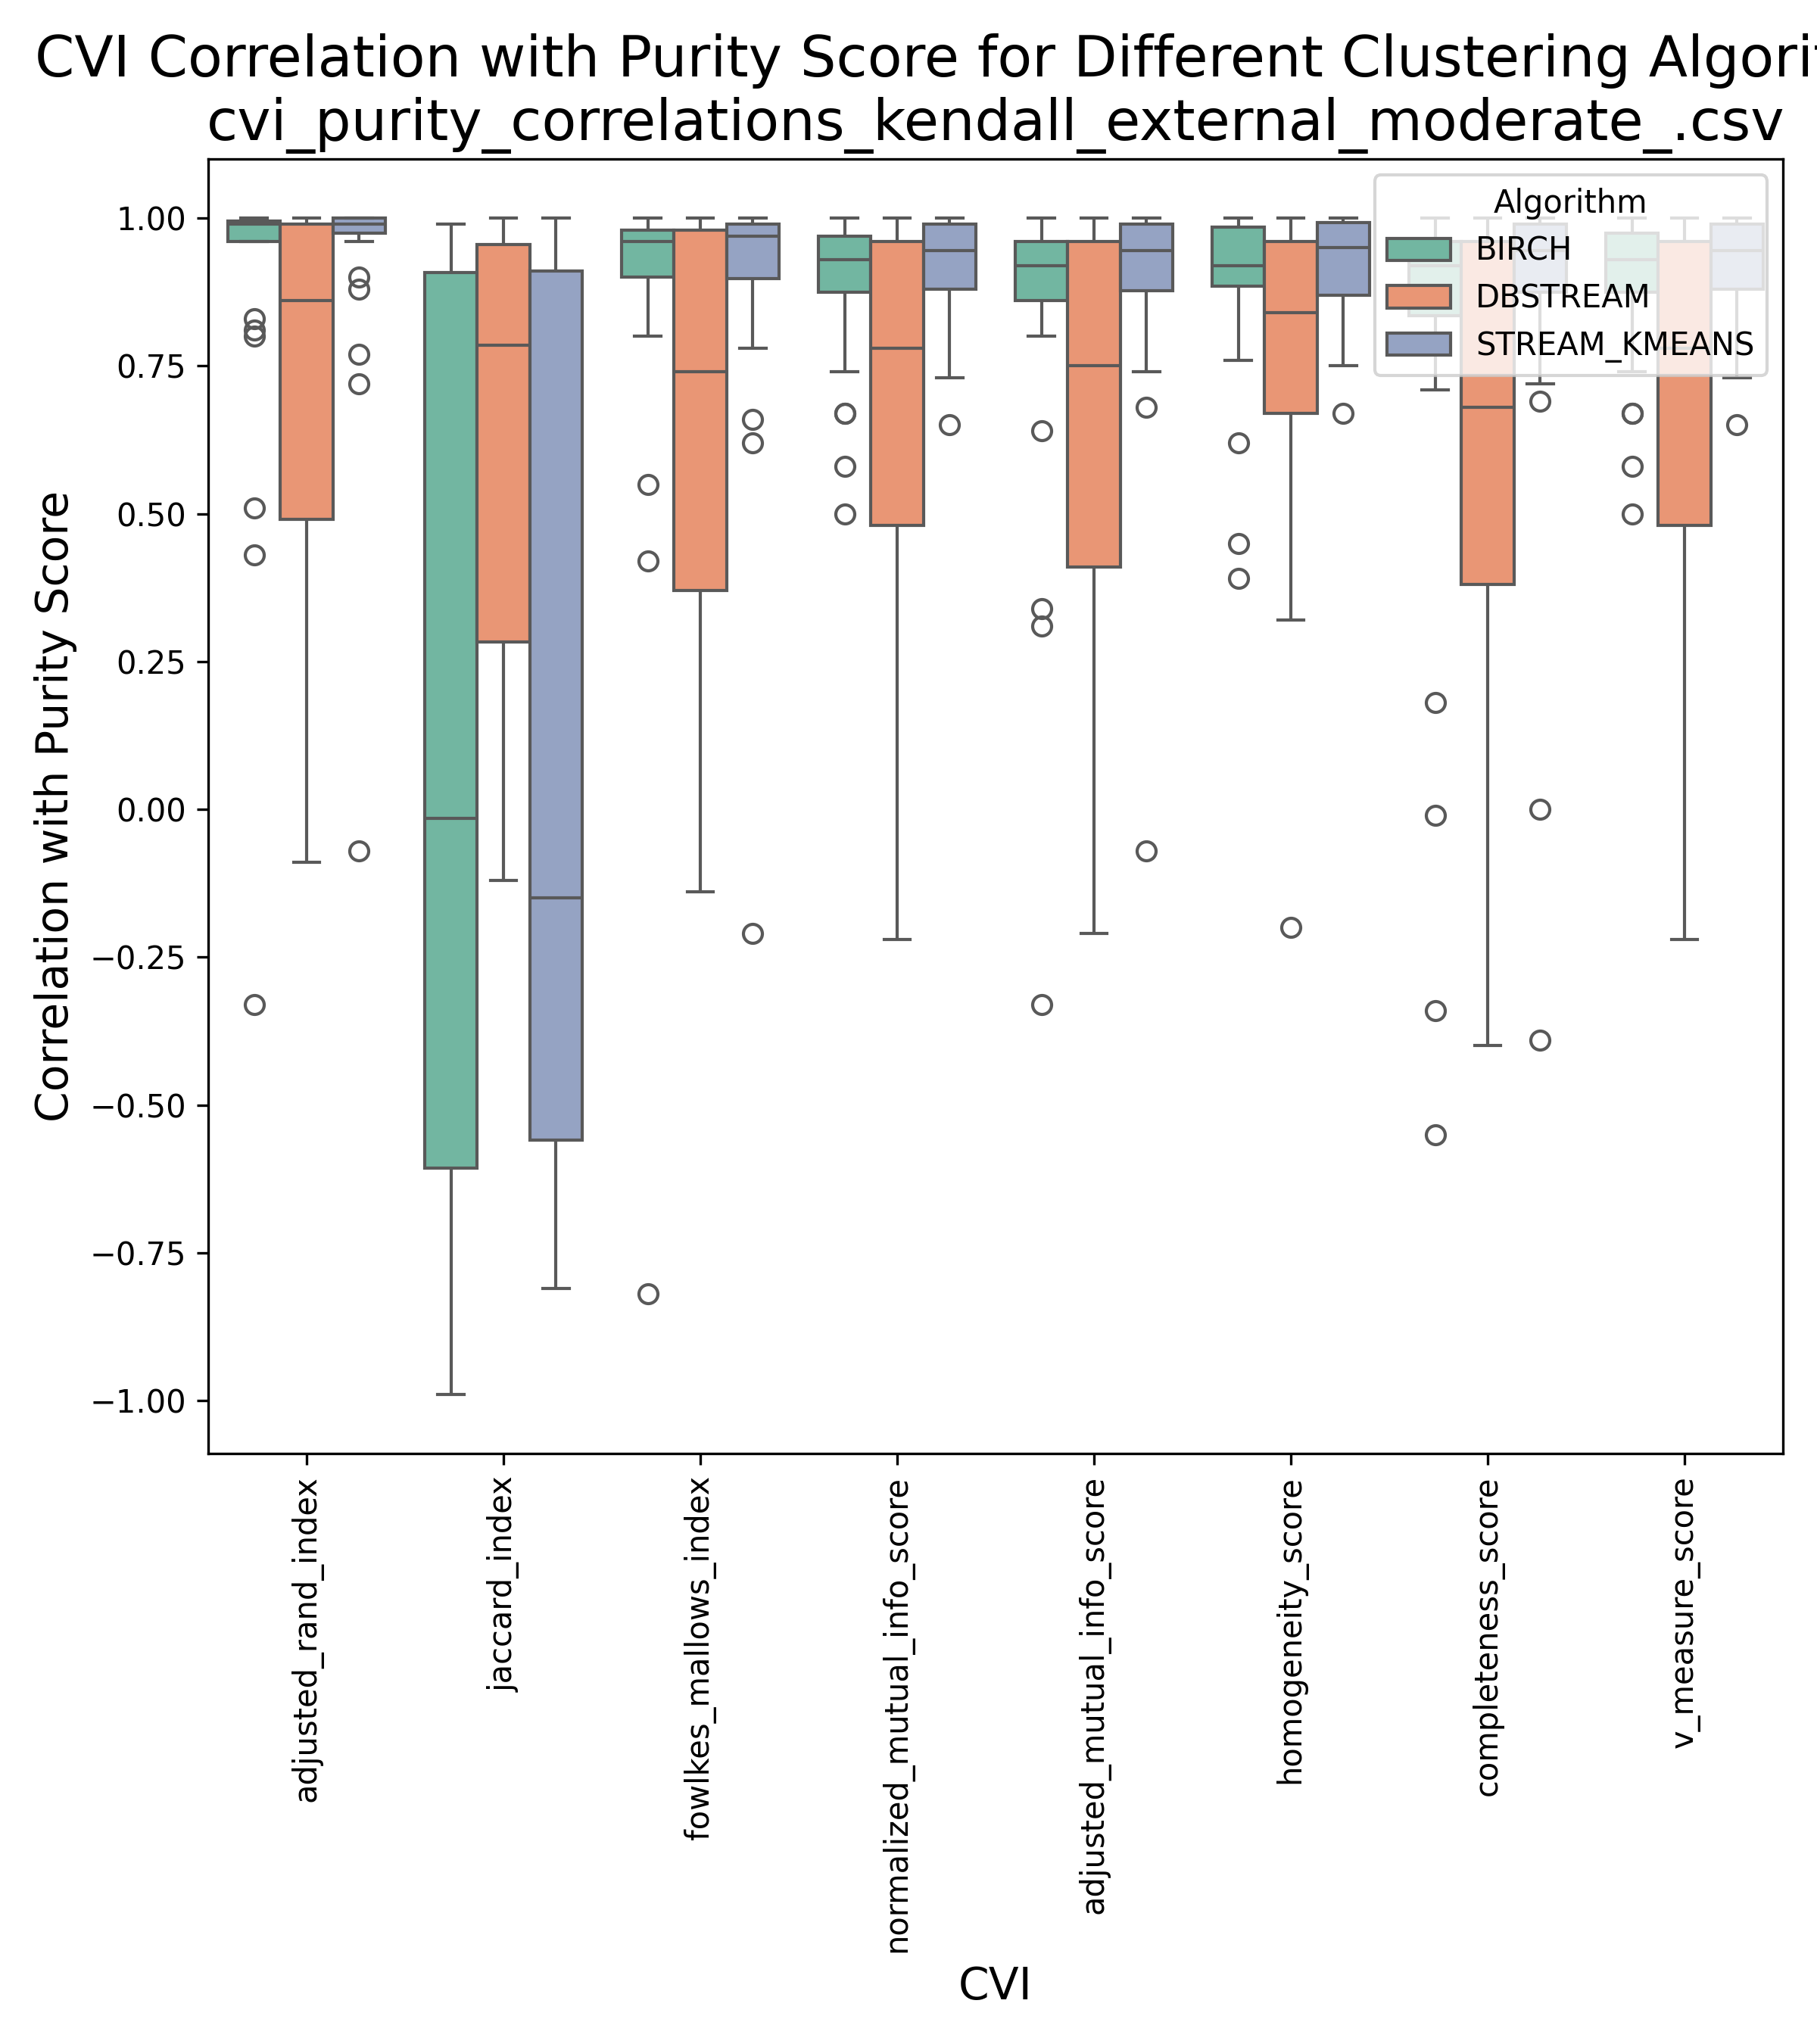 CVI Correlation with Purity Score for Different Clustering Algori
cvi_purity_correlations_kendall_external_moderate_.csv
Algorithm
BIRCH
DBSTREAM
STREAM_KMEANS
Correlation with Purity Score
1.00
0.75
0.50
0.25
0.00
−0.25
−0.50
−0.75
−1.00
adjusted_rand_index
jaccard_index
fowlkes_mallows_index
normalized_mutual_info_score
adjusted_mutual_info_score
homogeneity_score
completeness_score
v_measure_score
CVI